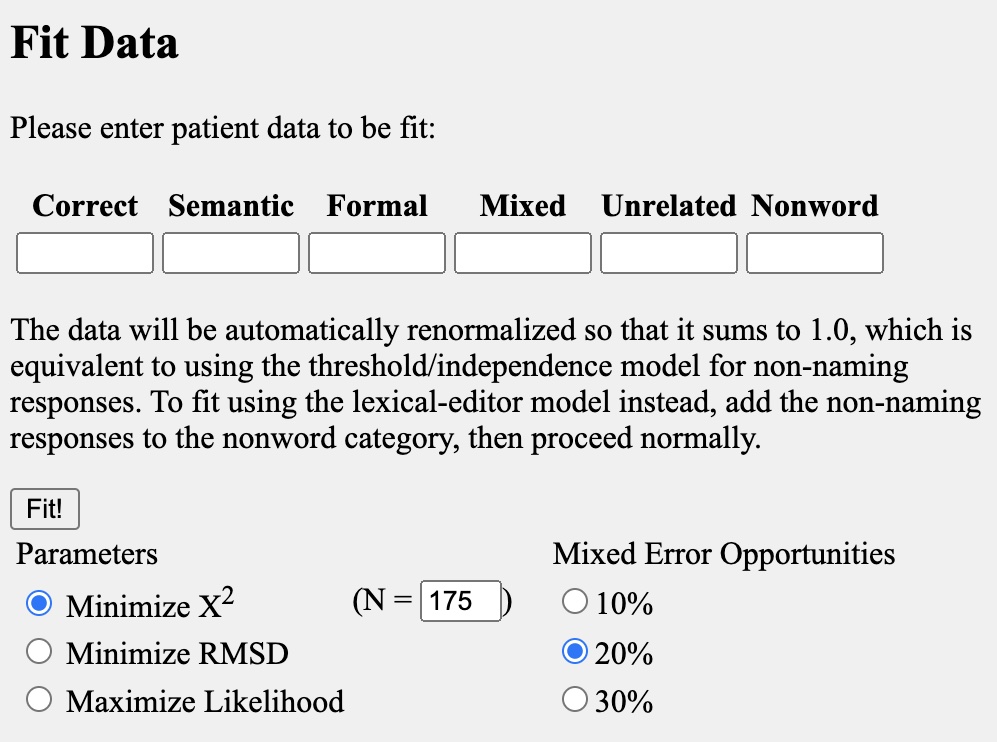 Fit Data
Please enter patient data to be fit:
Correct Semantic Formal Mixed Unrelated Nonword
The data will be automatically renormalized so that it sums to 1.0, which is
equivalent to using the threshold/independence model for non-naming
responses. To fit using the lexical-editor model instead, add the non-naming
responses to the nonword category, then proceed normally.
Fit!
Parameters Mixed Error Opportunities
Minimize X² (N = 175 ) 10%
Minimize RMSD 20%
Maximize Likelihood 30%